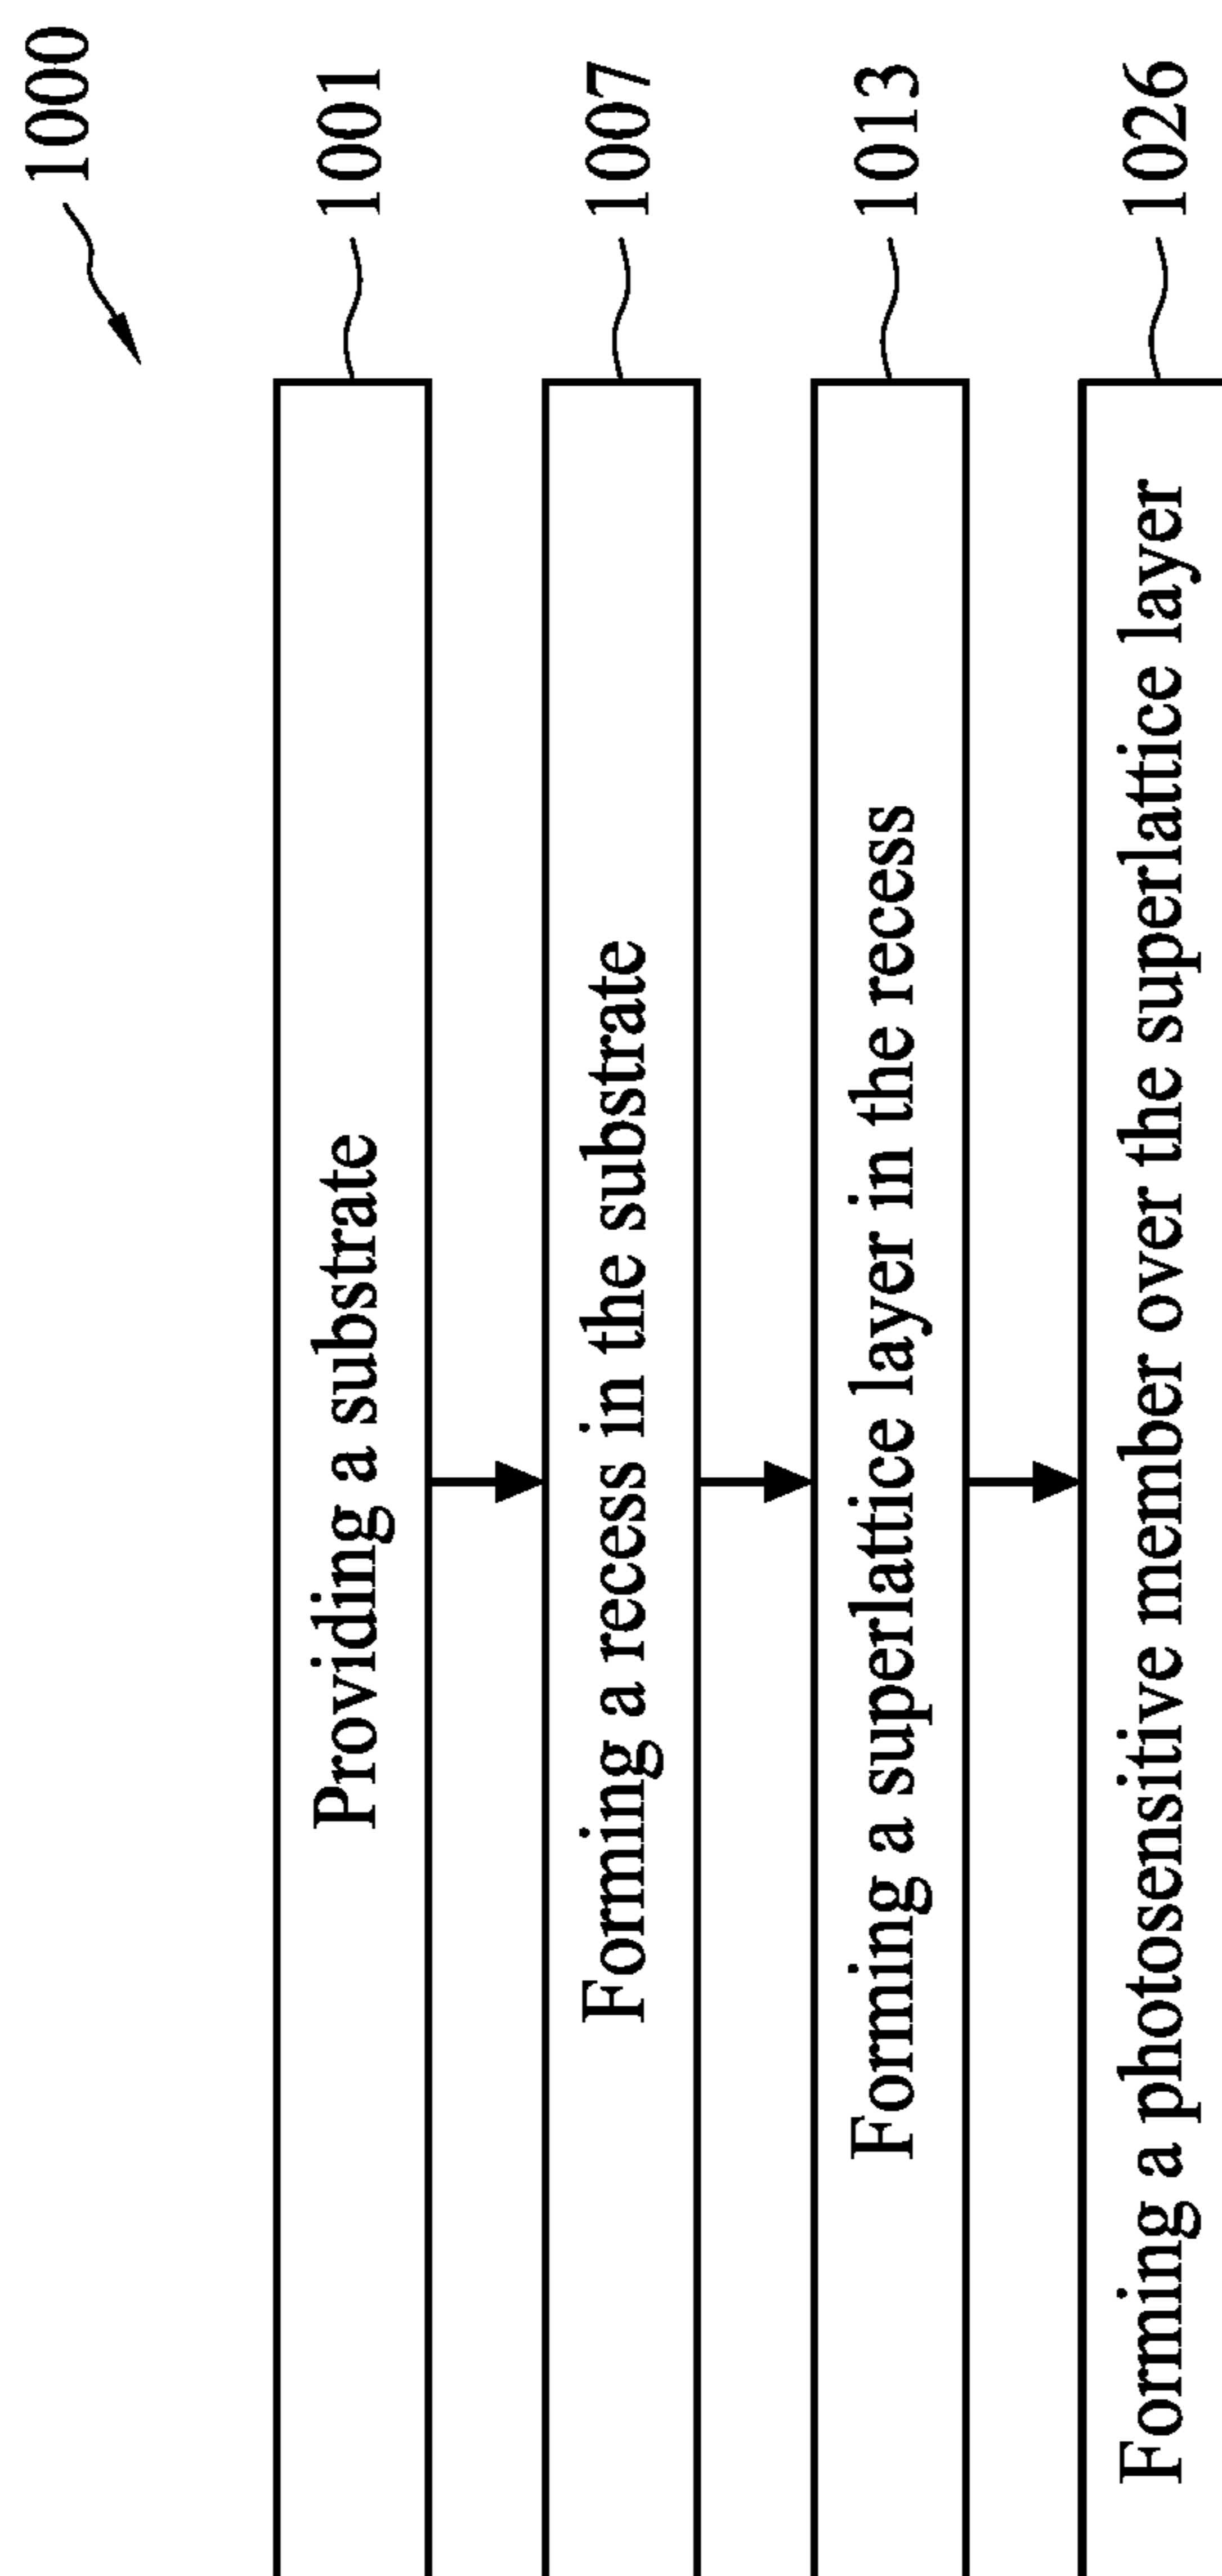 1000
Providing a substrate 1001
Forming a recess in the substrate 1007
Forming a superlattice layer in the recess 1013
Forming a photosensitive member over the superlattice layer 1026